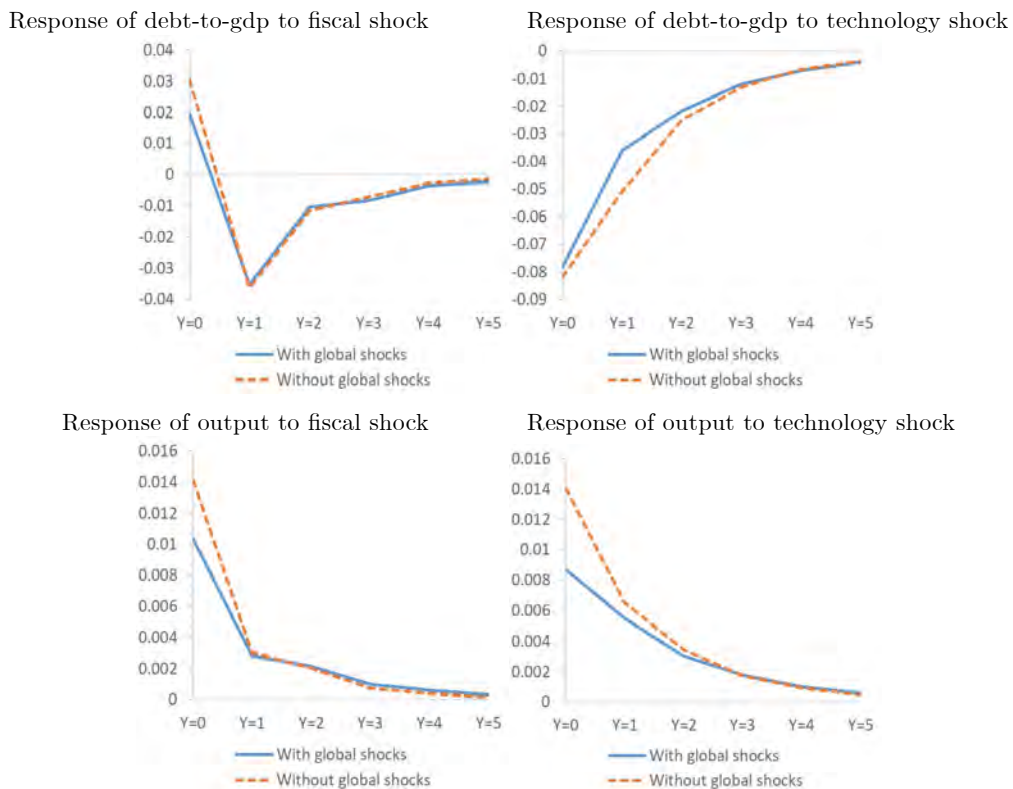 Response of debt-to-gdp to fiscal shock
0.04
0.03
0.02
0.01
0
-0.01
-0.02
-0.03
-0.04
Y=0 Y=1 Y=2 Y=3 Y=4 Y=5
With global shocks
Without global shocks
Response of debt-to-gdp to technology shock
0
-0.01
-0.02
-0.03
-0.04
-0.05
-0.06
-0.07
-0.08
-0.09
Y=0 Y=1 Y=2 Y=3 Y=4 Y=5
With global shocks
Without global shocks
Response of output to fiscal shock
0.016
0.014
0.012
0.01
0.008
0.006
0.004
0.002
0
Y=0 Y=1 Y=2 Y=3 Y=4 Y=5
With global shocks
Without global shocks
Response of output to technology shock
0.016
0.014
0.012
0.01
0.008
0.006
0.004
0.002
0
Y=0 Y=1 Y=2 Y=3 Y=4 Y=5
With global shocks
Without global shocks